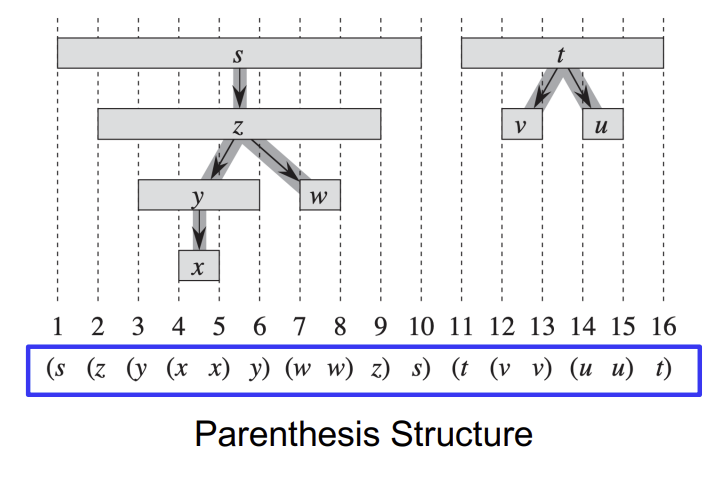 s t
z v u
y w
x
1 2 3 4 5 6 7 8 9 10 11 12 13 14 15 16
(s (z (y (x x) y) (w w) z) s) (t (v v) (u u) t)
Parenthesis Structure